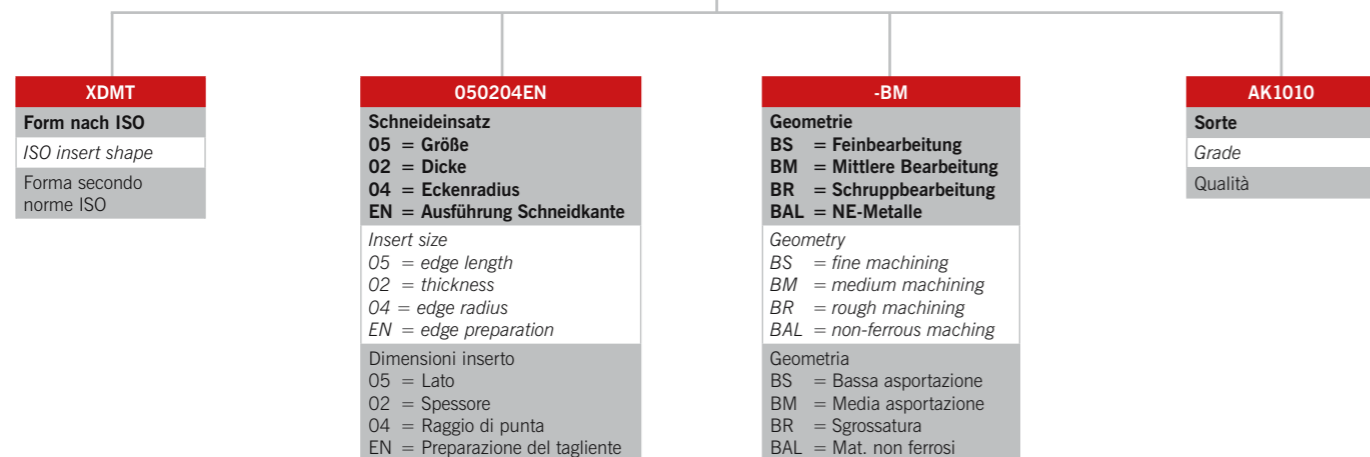 XDMT
Form nach ISO
ISO insert shape
Forma secondo
norme ISO
050204EN
Schneideinsatz
05 = Größe
02 = Dicke
04 = Eckenradius
EN = Ausführung Schneidkante
Insert size
05 = edge length
02 = thickness
04 = edge radius
EN = edge preparation
Dimensioni inserto
05 = Lato
02 = Spessore
04 = Raggio di punta
EN = Preparazione del tagliente
-BM
Geometrie
BS = Feinbearbeitung
BM = Mittlere Bearbeitung
BR = Schruppbearbeitung
BAL = NE-Metalle
Geometry
BS = fine machining
BM = medium machining
BR = rough machining
BAL = non-ferrous maching
Geometria
BS = Bassa asportazione
BM = Media asportazione
BR = Sgrossatura
BAL = Mat. non ferrosi
AK1010
Sorte
Grade
Qualità